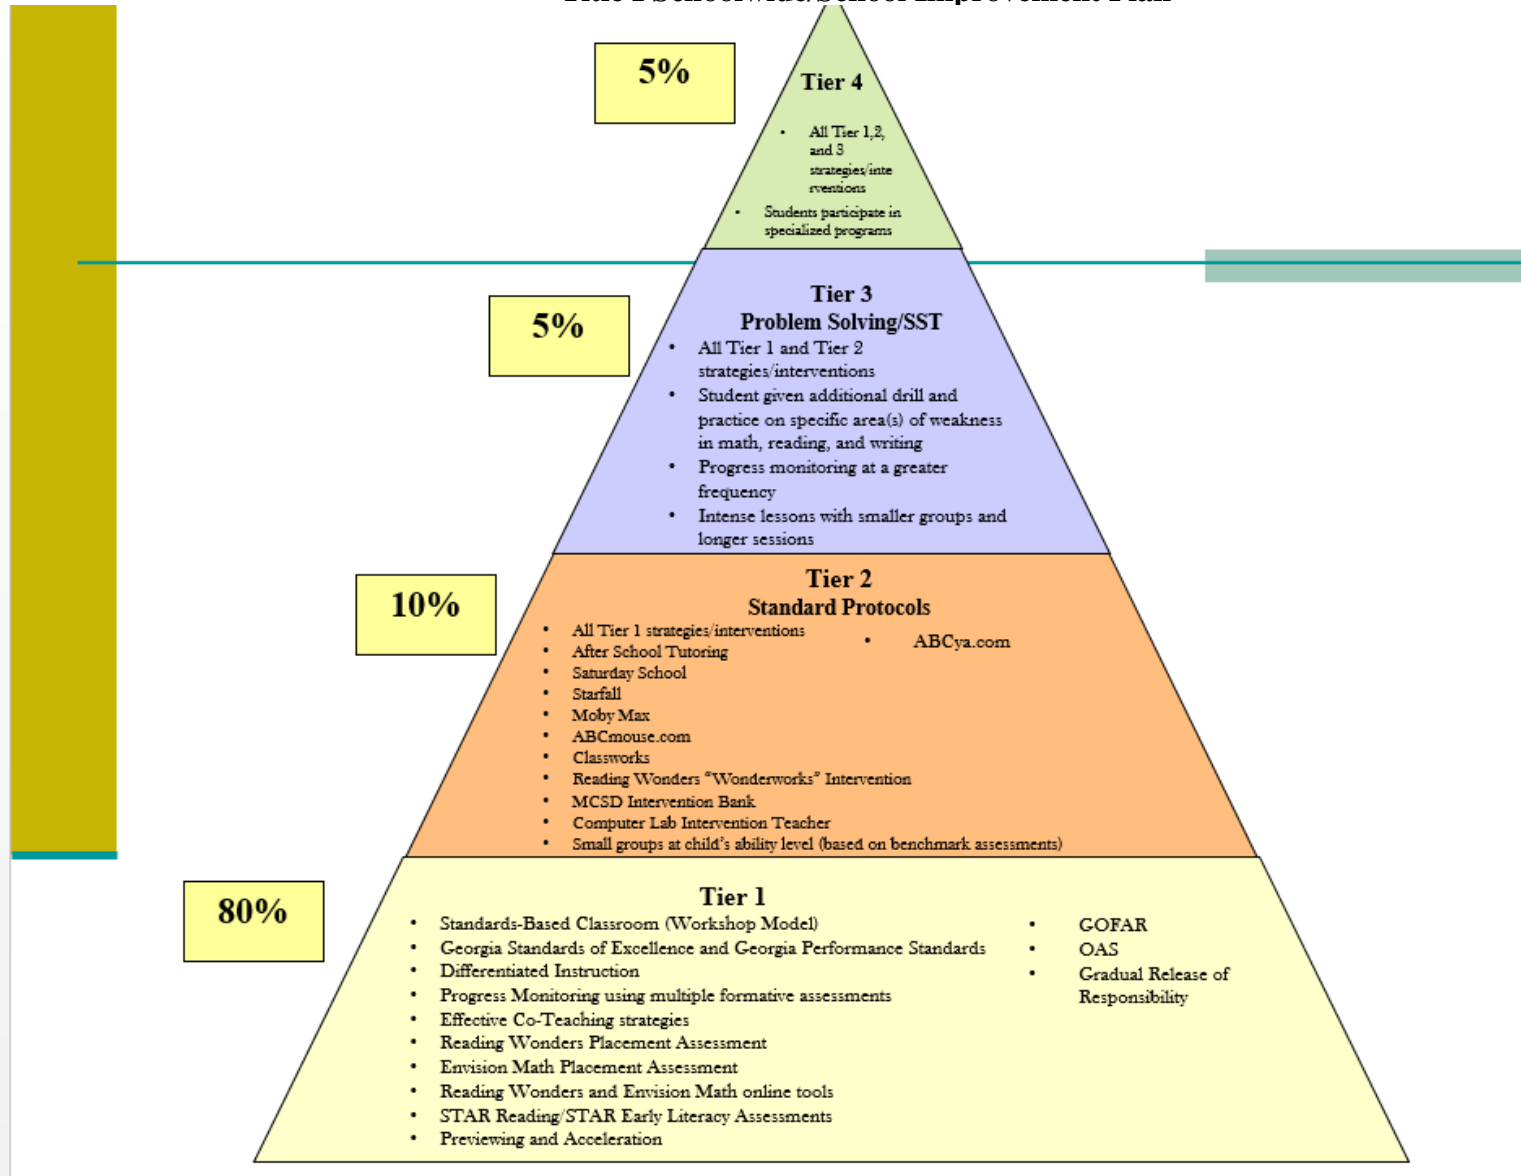 Title I Schoolwide/School Improvement Plan
5%
Tier 4
• All Tier 1,2,
and 3
strategies/inte
rventions
• Students participate in
specialized programs
5%
Tier 3
Problem Solving/SST
• All Tier 1 and Tier 2
strategies/interventions
• Student given additional drill and
practice on specific area(s) of weakness
in math, reading, and writing
• Progress monitoring at a greater
frequency
• Intense lessons with smaller groups and
longer sessions
10%
Tier 2
Standard Protocols
• All Tier 1 strategies/interventions
• After School Tutoring
• Saturday School
• Starfall
• Moby Max
• ABCmouse.com
• Classworks
• Reading Wonders “Wonderworks” Intervention
• MCSD Intervention Bank
• Computer Lab Intervention Teacher
• Small groups at child’s ability level (based on benchmark assessments)
• ABCya.com
80%
Tier 1
• Standards-Based Classroom (Workshop Model)
• Georgia Standards of Excellence and Georgia Performance Standards
• Differentiated Instruction
• Progress Monitoring using multiple formative assessments
• Effective Co-Teaching strategies
• Reading Wonders Placement Assessment
• Envision Math Placement Assessment
• Reading Wonders and Envision Math online tools
• STAR Reading/STAR Early Literacy Assessments
• Previewing and Acceleration
• GOFAR
• OAS
• Gradual Release of
Responsibility